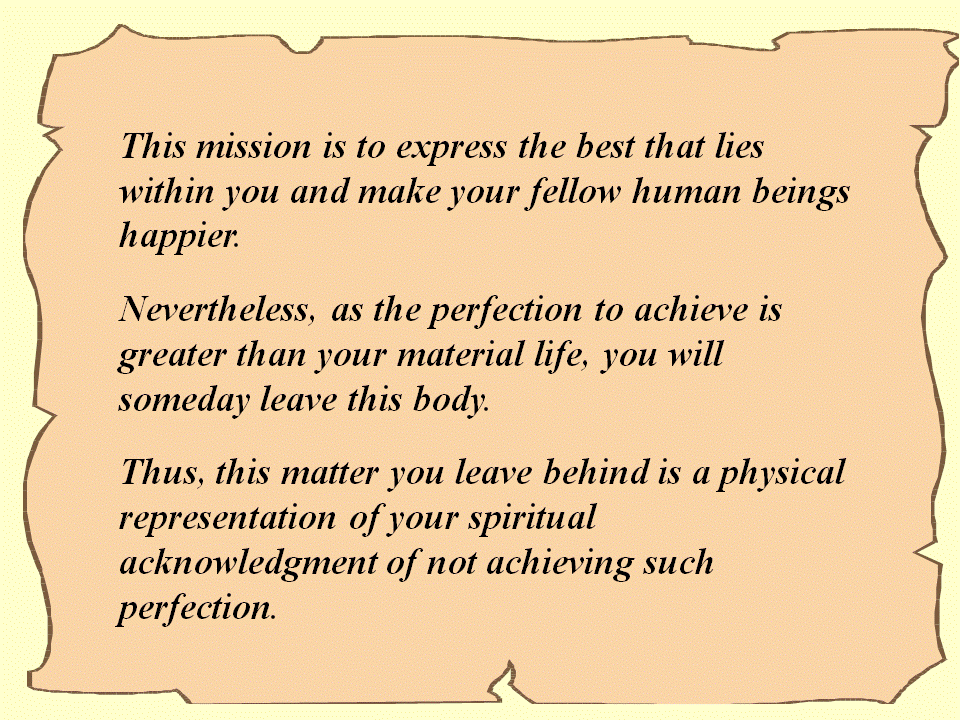 This mission is to express the best that lies
within you and make your fellow human beings
happier.
Nevertheless, as the perfection to achieve is
greater than your material life, you will
someday leave this body.
Thus, this matter you leave behind is a physical
representation of your spiritual
acknowledgment of not achieving such
perfection.